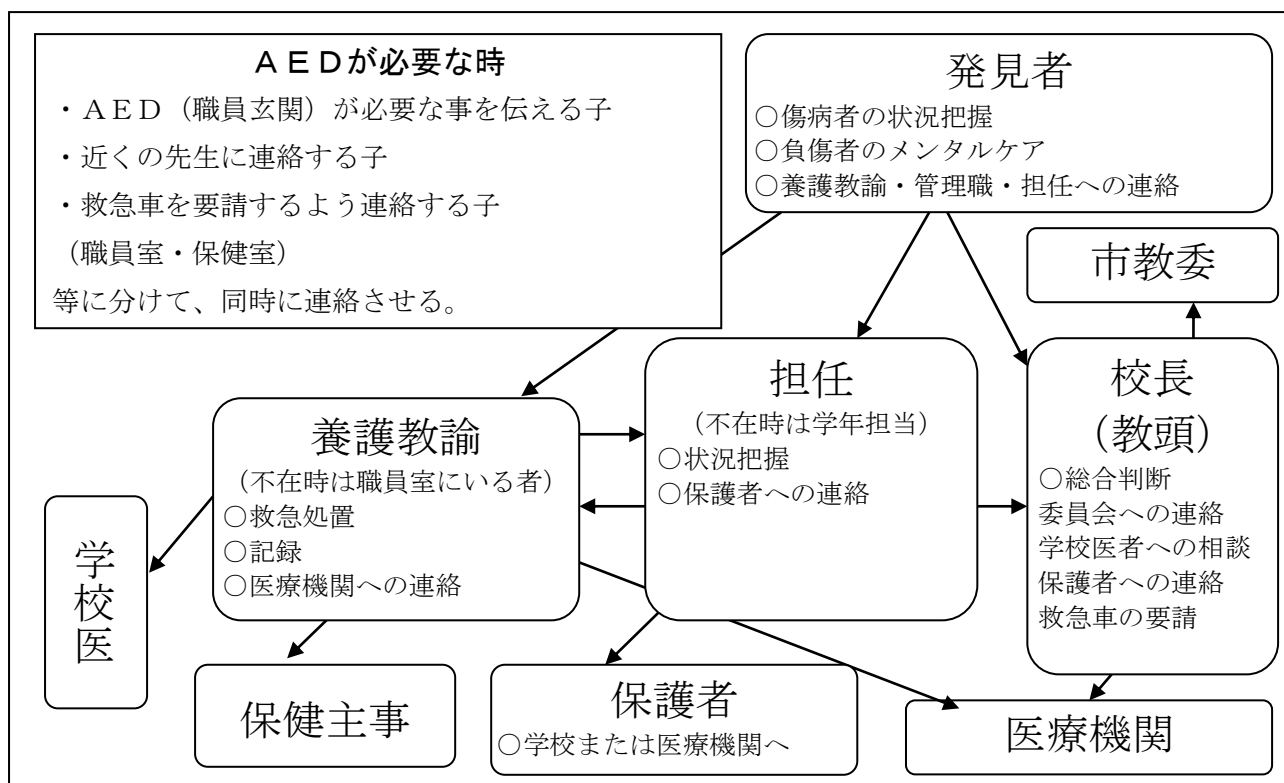 ＡＥＤが必要な時
・ＡＥＤ（職員玄関）が必要な事を伝える子
・近くの先生に連絡する子
・救急車を要請するよう連絡する子
（職員室・保健室）
等に分けて、同時に連絡させる。
発見者
○傷病者の状況把握
○負傷者のメンタルケア
○養護教諭・管理職・担任への連絡
市教委
養護教諭
（不在時は職員室にいる者）
○救急処置
○記録
○医療機関への連絡
担任
（不在時は学年担当）
○状況把握
○保護者への連絡
校長
（教頭）
○総合判断
委員会への連絡
学校医者への相談
保護者への連絡
救急車の要請
学校医
保健主事
保護者
○学校または医療機関へ
医療機関